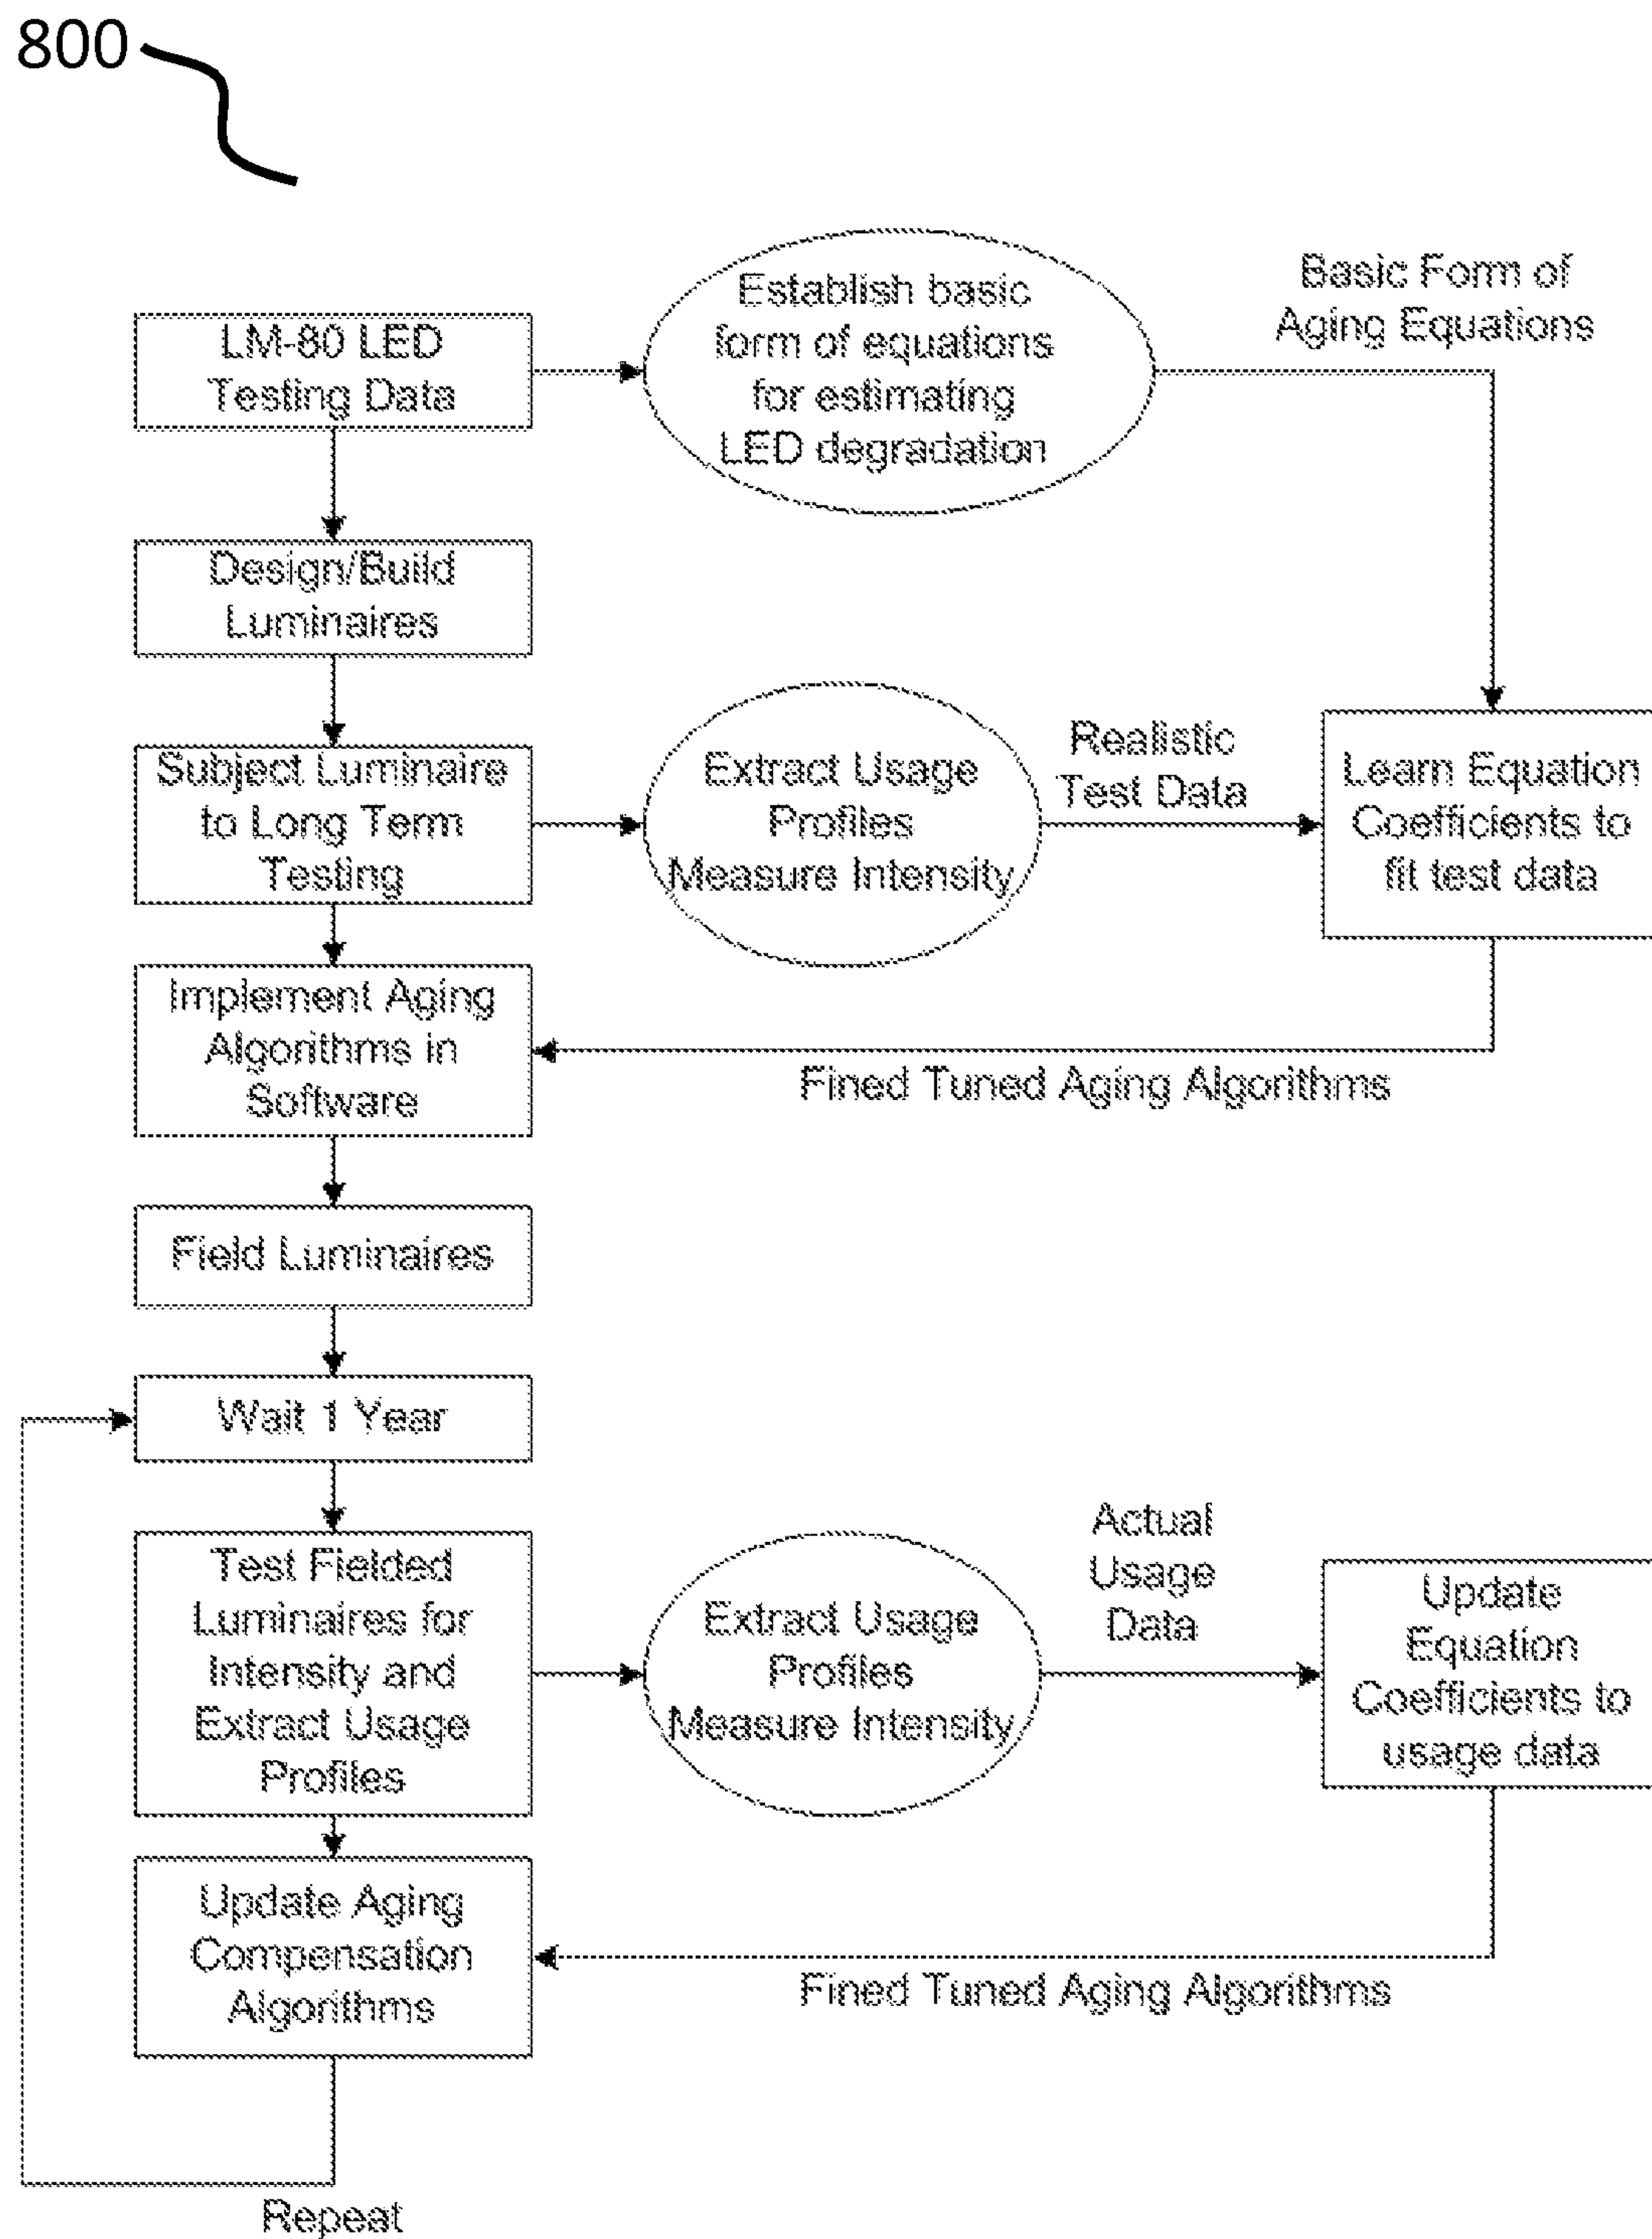 800
LM-80 LED
Testing Data
Establish basic
form of equations
for estimating
LED degradation
Basic Form of
Aging Equations
Design/Build
Luminaires
Subject Luminaire
to Long Term
Testing
Extract Usage
Profiles
Measure Intensity
Realistic
Test Data
Learn Equation
Coefficients to
fit test data
Implement Aging
Algorithms in
Software
Fined Tuned Aging Algorithms
Field Luminaires
Wait 1 Year
Test Fielded
Luminaires for
Intensity and
Extract Usage
Profiles
Extract Usage
Profiles
Measure Intensity
Actual
Usage
Data
Update
Equation
Coefficients to
usage data
Update Aging
Compensation
Algorithms
Fined Tuned Aging Algorithms
Repeat